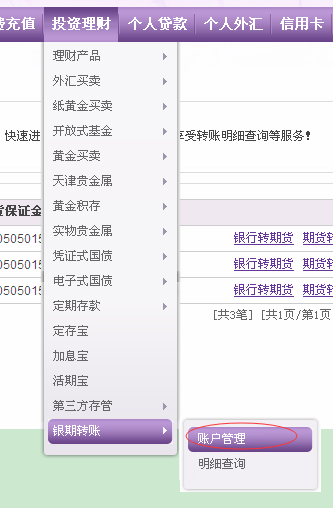 费充值 投资理财 个人贷款 个人外汇 信用卡
理财产品
外汇买卖
纸黄金买卖
开放式基金
快速进
黄金买卖
享受转账明细查询等服务!
天津贵金属
黄金积存
货保证金
实物贵金属
0505015
凭证式国债
银行转期货 期货转
0505015
电子式国债
银行转期货 期货转
0505015
定期存款
银行转期货 期货转
[共3笔] [共1页/第1页
定存宝
加息宝
活期宝
第三方存管
银期转账
账户管理
明细查询